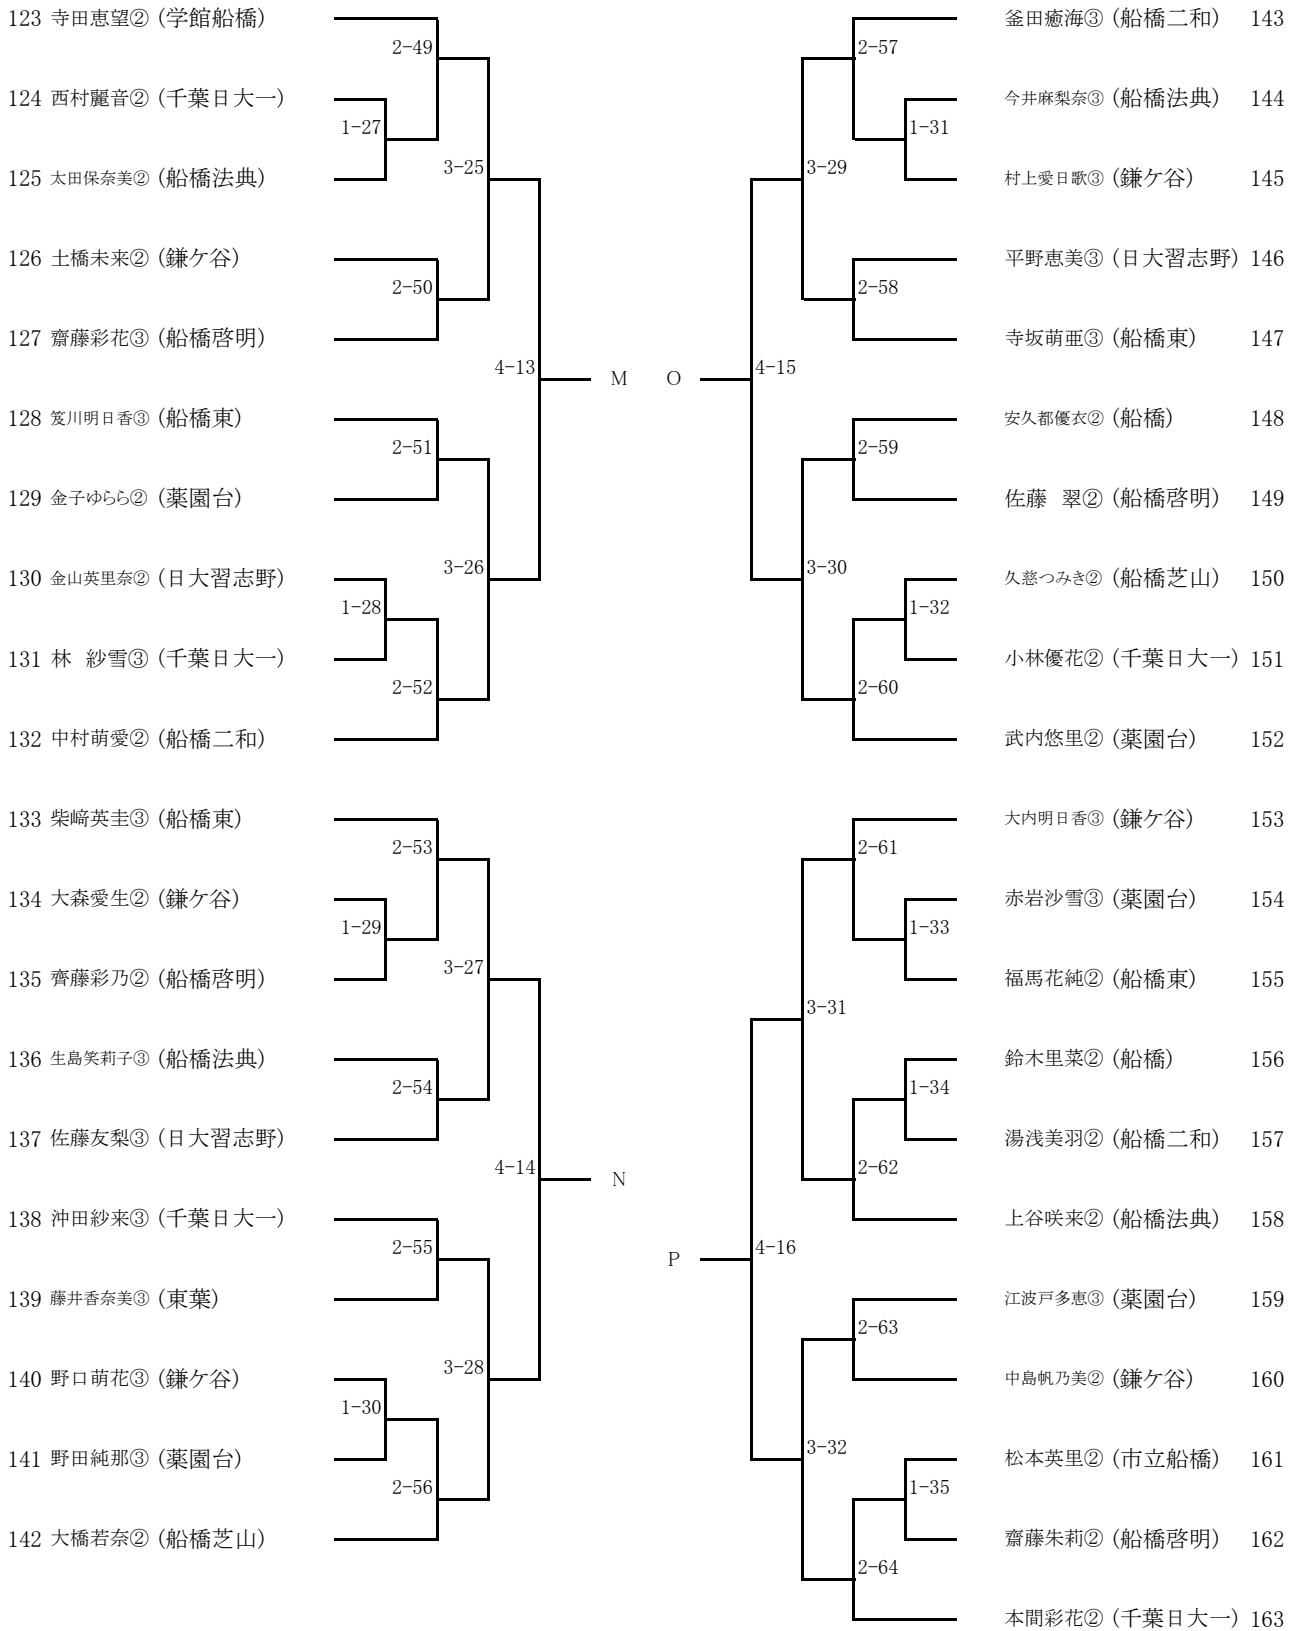 123 寺田恵望② (学館船橋)
2-49
124 西村麗音② (千葉日大一)
1-27
125 太田保奈美② (船橋法典)
3-25
126 土橋未来② (鎌ケ谷)
2-50
127 齋藤彩花③ (船橋啓明)
4-13
M
128 笈川明日香③ (船橋東)
2-51
129 金子ゆらら② (薬園台)
3-26
130 金山英里奈② (日大習志野)
1-28
131 林 紗雪③ (千葉日大一)
2-52
132 中村萌愛② (船橋二和)
133 柴﨑英圭③ (船橋東)
2-53
134 大森愛生② (鎌ケ谷)
1-29
135 齊藤彩乃② (船橋啓明)
3-27
136 生島笑莉子③ (船橋法典)
2-54
137 佐藤友梨③ (日大習志野)
4-14
N
138 沖田紗来③ (千葉日大一)
2-55
139 藤井香奈美③ (東葉)
3-28
140 野口萌花③ (鎌ケ谷)
1-30
141 野田純那③ (薬園台)
2-56
142 大橋若奈② (船橋芝山)
釜田癒海③ (船橋二和) 143
2-57
今井麻梨奈③ (船橋法典) 144
1-31
村上愛日歌③ (鎌ケ谷) 145
3-29
平野恵美③ (日大習志野) 146
2-58
寺坂萌亜③ (船橋東) 147
4-15
O
安久都優衣② (船橋) 148
2-59
佐藤 翠② (船橋啓明) 149
3-30
久慈つみき② (船橋芝山) 150
1-32
小林優花② (千葉日大一) 151
2-60
武内悠里② (薬園台) 152
大内明日香③ (鎌ケ谷) 153
2-61
赤岩沙雪③ (薬園台) 154
1-33
福馬花純② (船橋東) 155
3-31
鈴木里菜② (船橋) 156
1-34
湯浅美羽② (船橋二和) 157
2-62
上谷咲来② (船橋法典) 158
4-16
P
江波戸多恵③ (薬園台) 159
2-63
中島帆乃美② (鎌ケ谷) 160
3-32
松本英里② (市立船橋) 161
1-35
齋藤朱莉② (船橋啓明) 162
2-64
本間彩花② (千葉日大一) 163